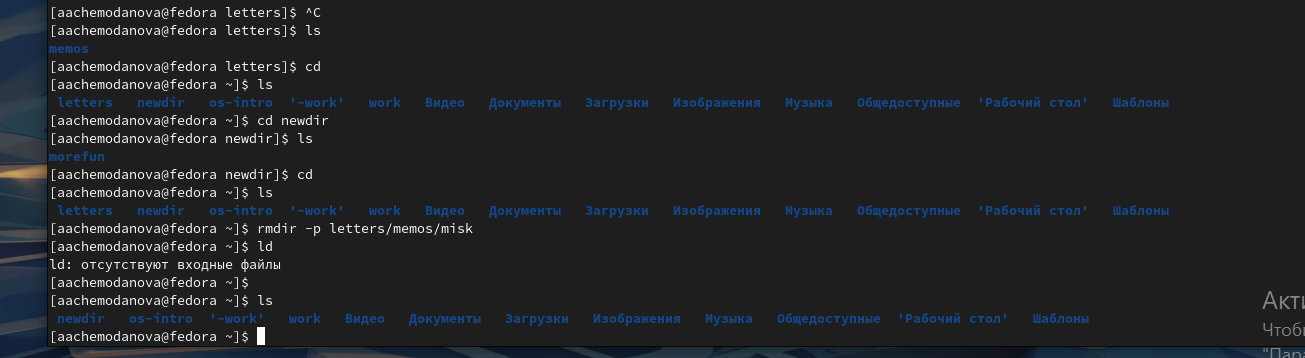 [aachemodanova@fedora letters]$ ^C
[aachemodanova@fedora letters]$ ls
memos
[aachemodanova@fedora letters]$ cd
[aachemodanova@fedora ~]$ ls
letters newdir os-intro '~work' work Видео Документы Загрузки Изображения Музыка Общедоступные 'Рабочий стол' Шаблоны
[aachemodanova@fedora ~]$ cd newdir
[aachemodanova@fedora newdir]$ ls
morefun
[aachemodanova@fedora newdir]$ cd
[aachemodanova@fedora ~]$ ls
letters newdir os-intro '~work' work Видео Документы Загрузки Изображения Музыка Общедоступные 'Рабочий стол' Шаблоны
[aachemodanova@fedora ~]$ rmdir -p letters/memos/misk
[aachemodanova@fedora ~]$ ld
ld: отсутствуют входные файлы
[aachemodanova@fedora ~]$
[aachemodanova@fedora ~]$ ls
newdir os-intro '~work' work Видео Документы Загрузки Изображения Музыка Общедоступные 'Рабочий стол' Шаблоны
[aachemodanova@fedora ~]$
Акти
Чтобы
"Пара